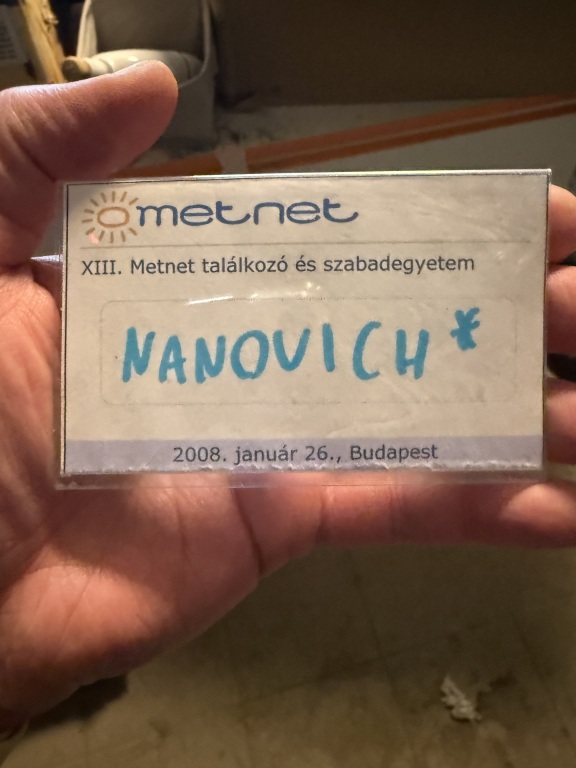 metnet
XIII. Metnet találkozó és szabadegyetem
NANOVICH*
2008. január 26., Budapest